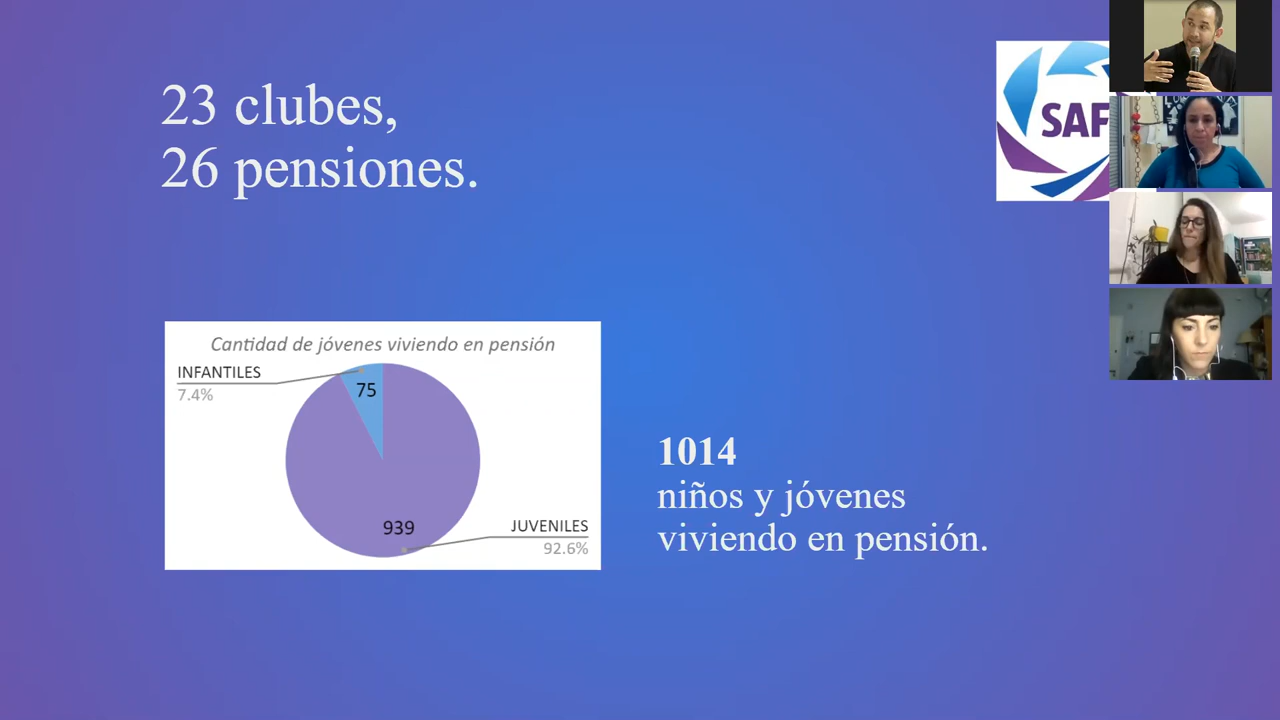 23 clubes,
26 pensiones.
SAF
Cantidad de jóvenes viviendo en pensión
INFANTILES
7.4%
75
939
JUVENILES
92.6%
1014
niños y jóvenes
viviendo en pensión.